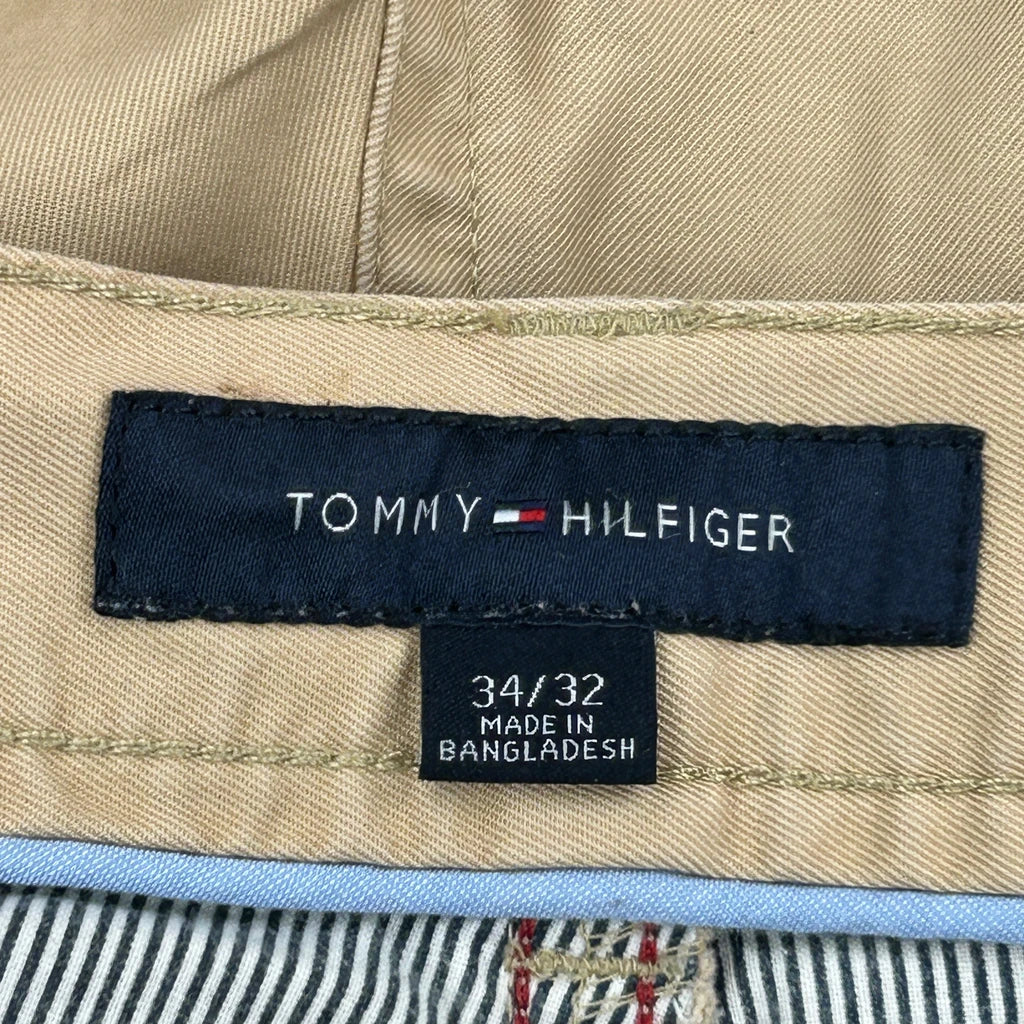 TOMMY HILFIGER
34/32
MADE IN
BANGLADESH